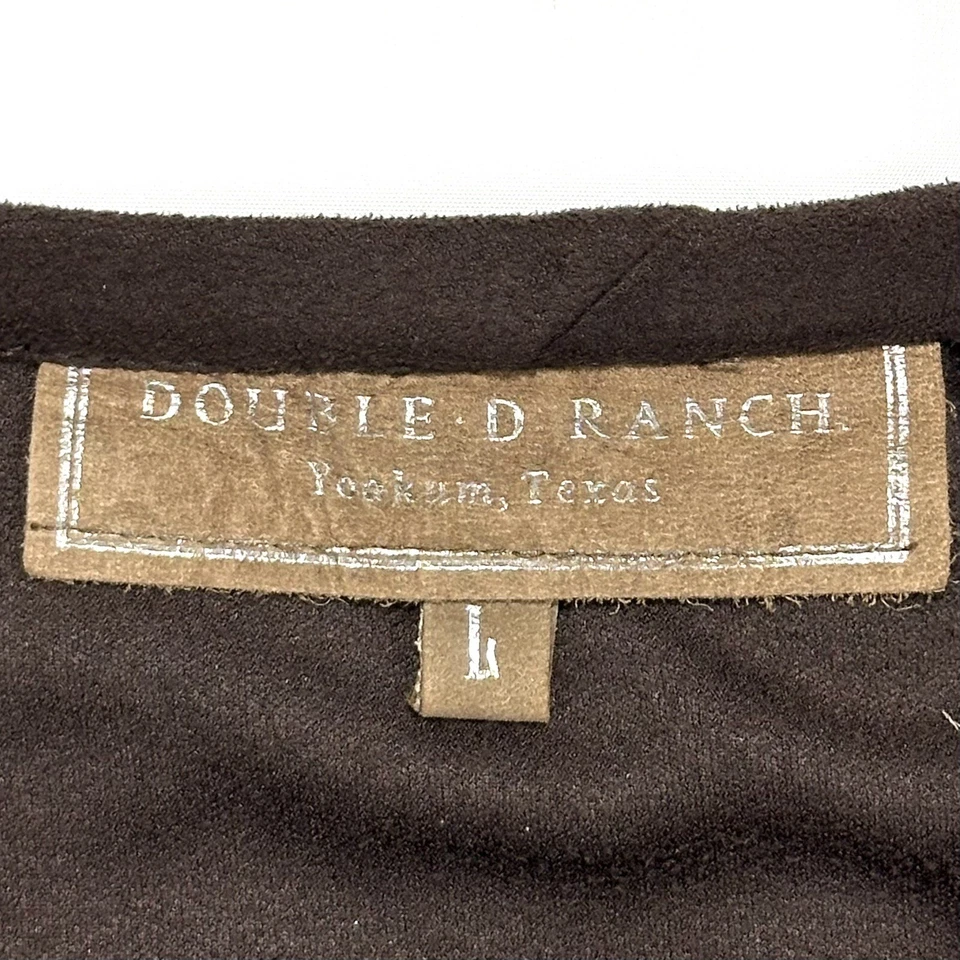 DOUBLE D RANCH.
Yoakum, Texas
L